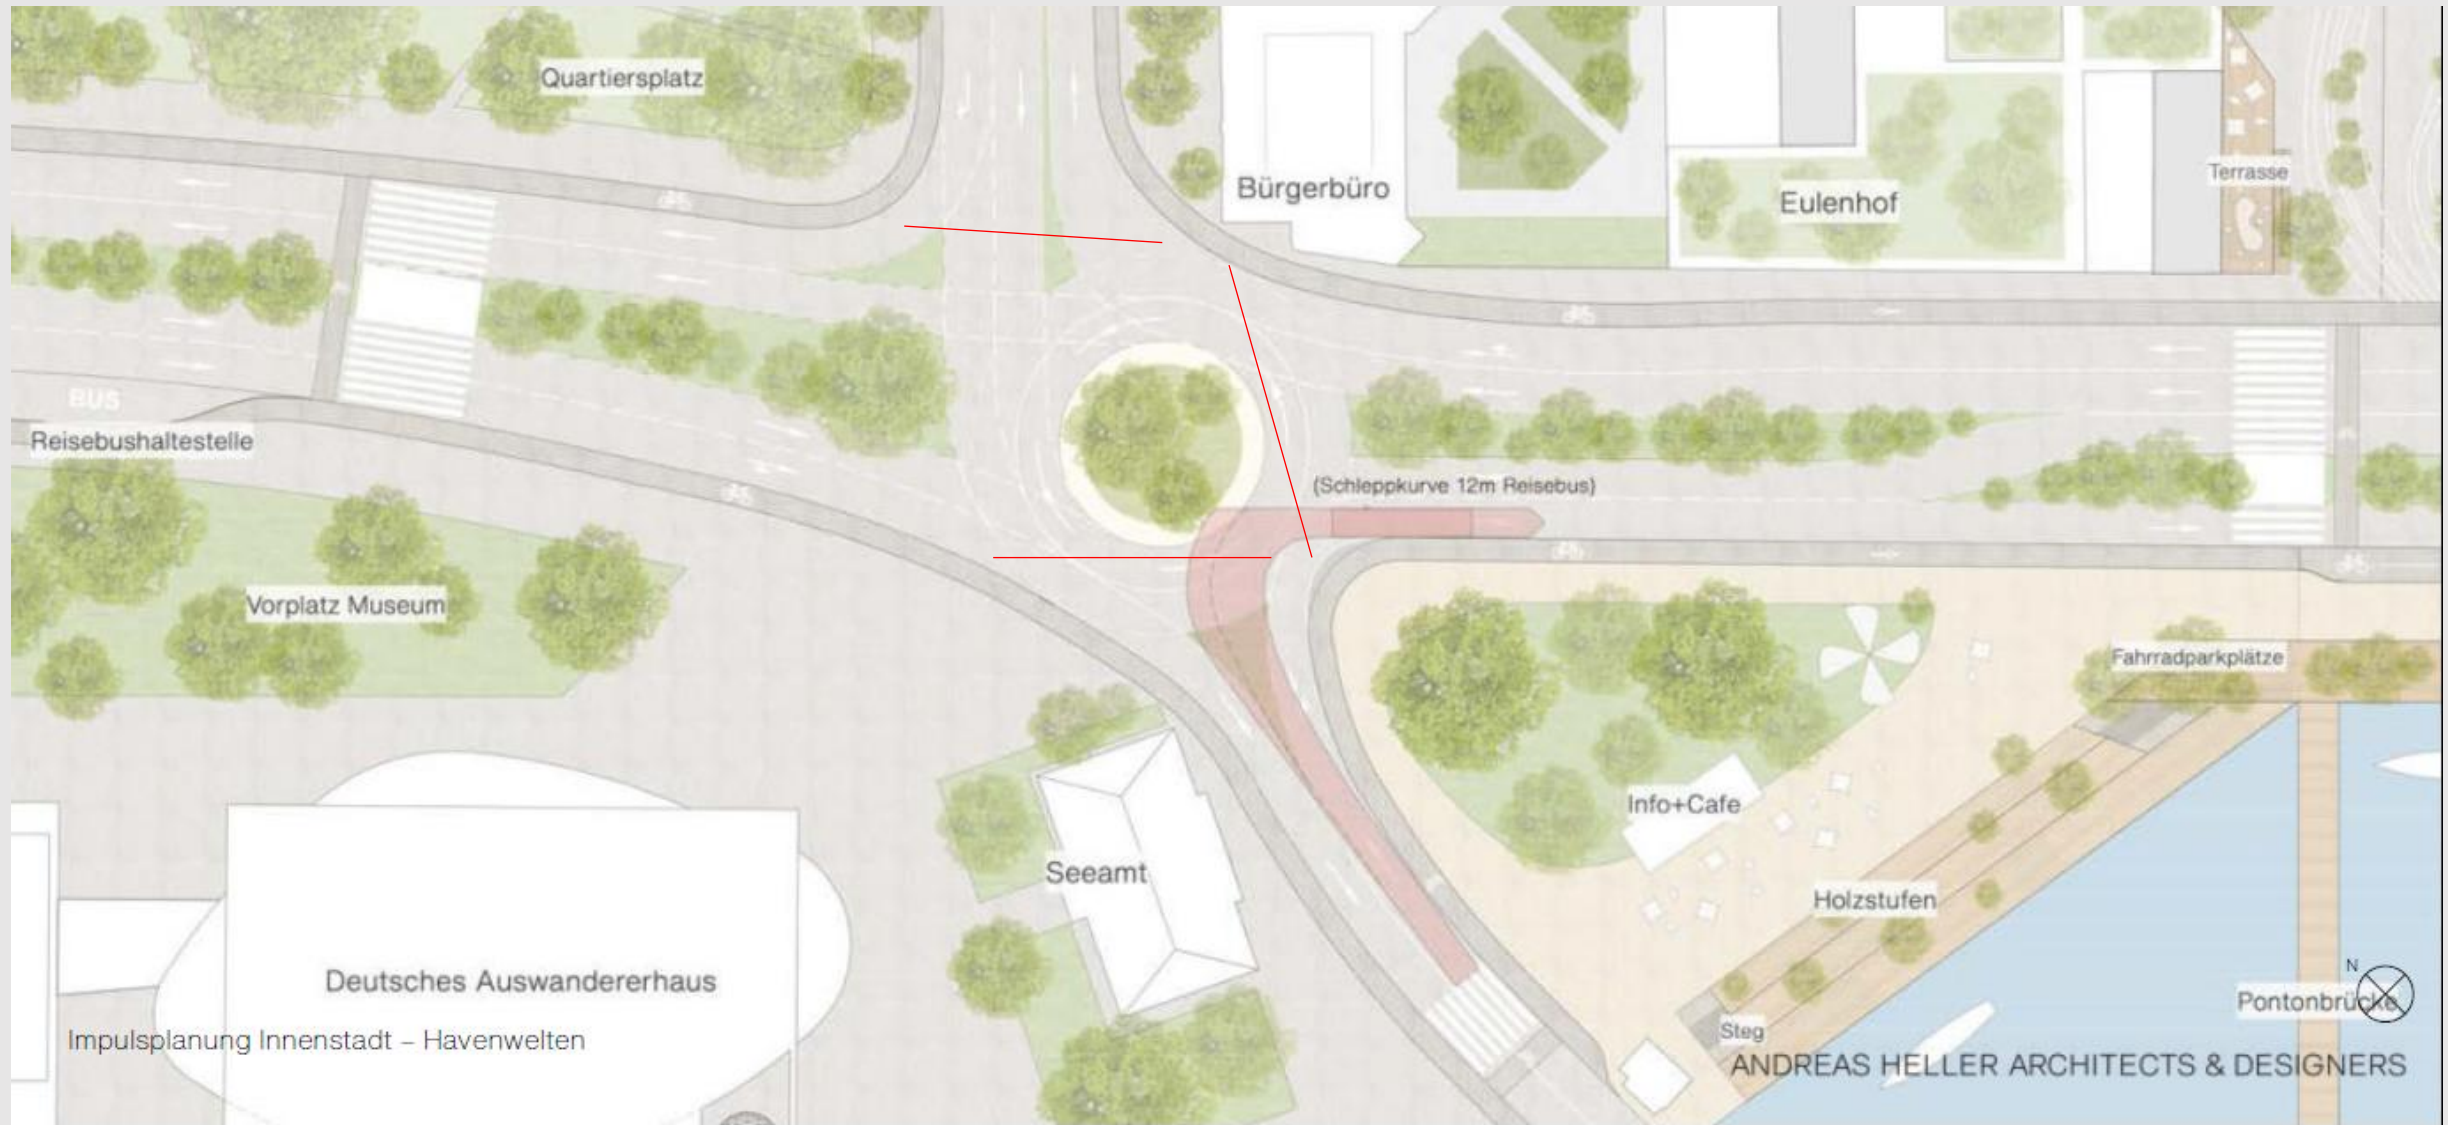 Quartiersplatz
Bürgerbüro
Eulenhof
Terrasse
BUS
Reisebushaltestelle
(Schleppkurve 12m Reisebus)
Vorplatz Museum
Fahrradparkplätze
Info+Cafe
Seeamt
Holzstufen
Deutsches Auswandererhaus
N
Pontonbrücke
Steg
Impulsplanung Innenstadt – Havenwelten
ANDREAS HELLER ARCHITECTS & DESIGNERS